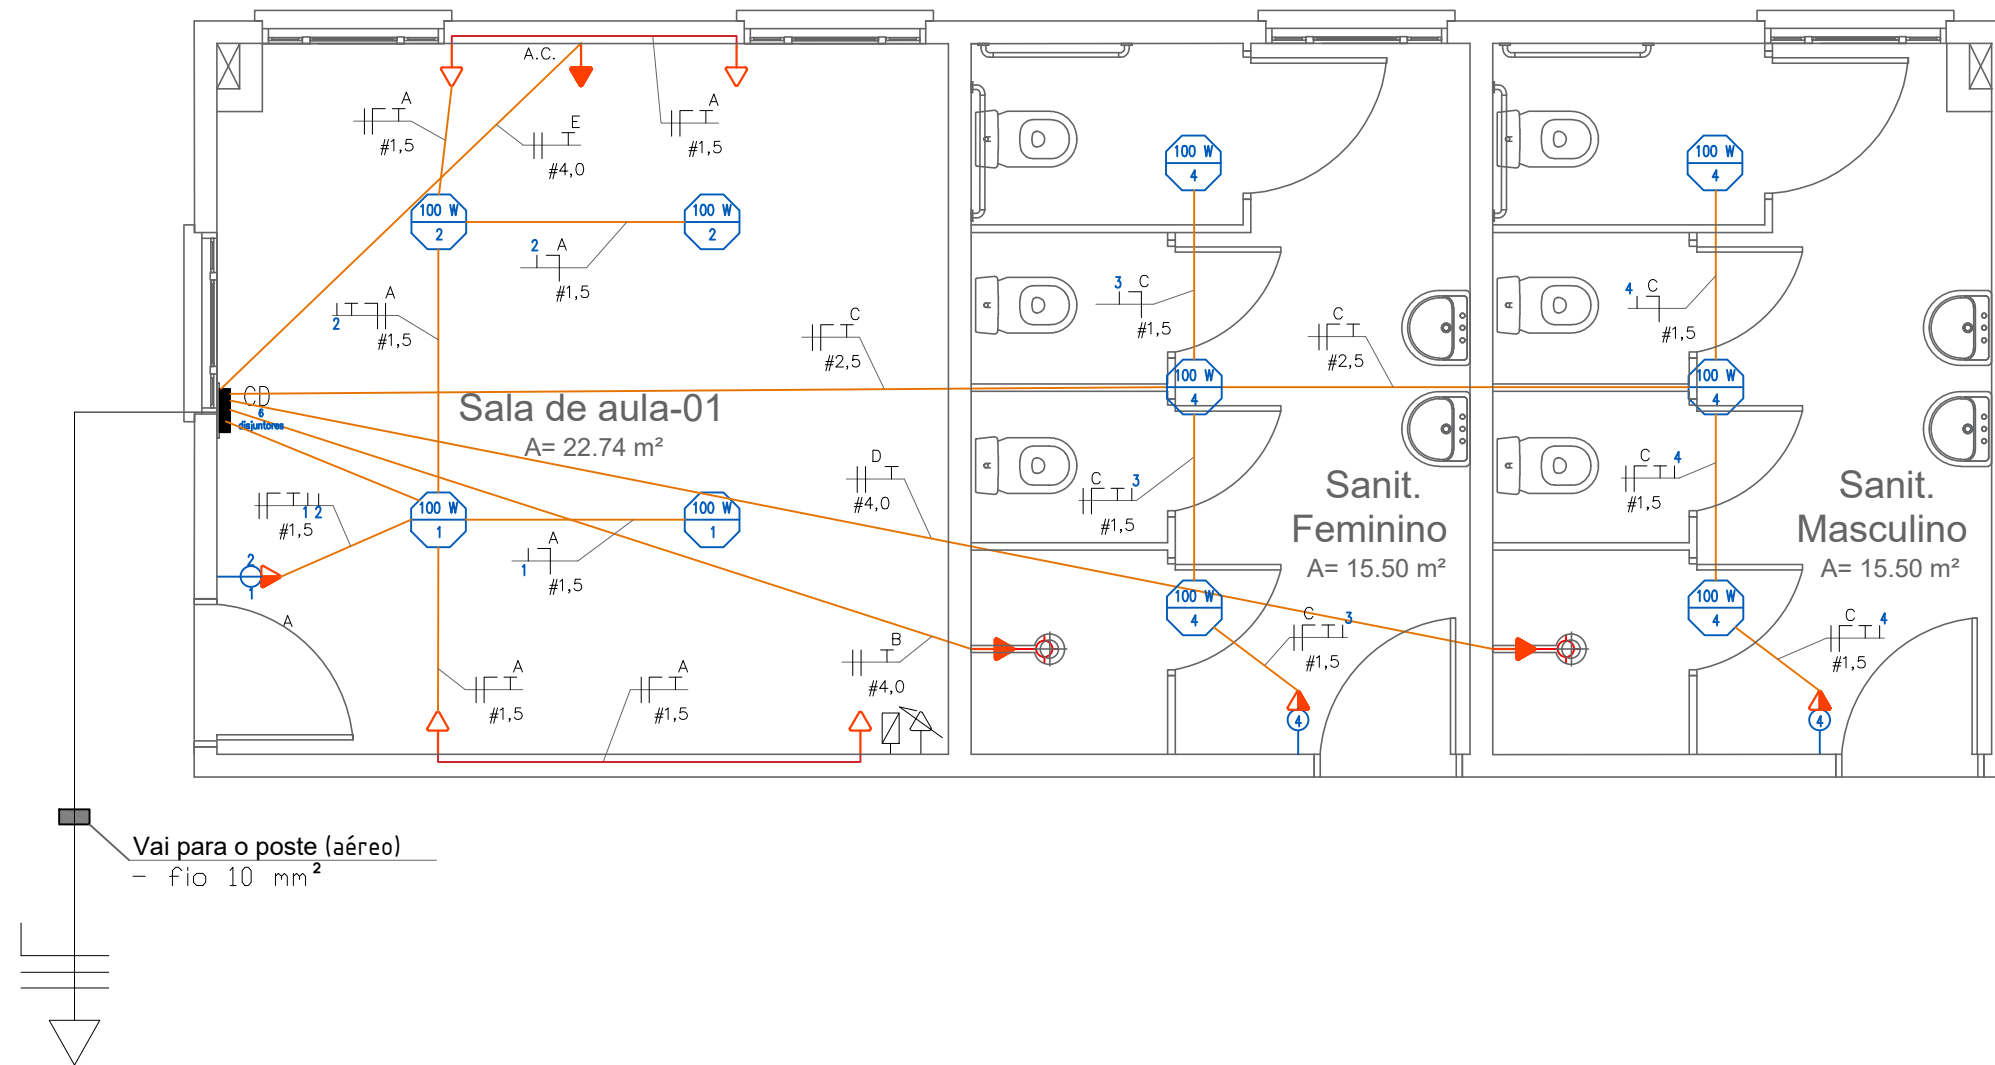 A.C.
A
#1,5
E
#4,0
A
#1,5
100 W
2
100 W
2
2 A
#1,5
A
2
#1,5
C
#2,5
C
#2,5
100 W
4
100 W
4
3 C
#1,5
4 C
#1,5
100 W
4
100 W
4
CD
6
disjuntores
Sala de aula-01
A= 22.74 m²
D
#4,0
C 3
#1,5
C 4
#1,5
Sanit.
Feminino
A= 15.50 m²
Sanit.
Masculino
A= 15.50 m²
1 2
#1,5
100 W
1
100 W
1
A
1
#1,5
2
1
A
A
#1,5
A
#1,5
B
#4,0
100 W
4
100 W
4
C 3
#1,5
C 4
#1,5
4
4
Vai para o poste (aéreo)
- fio 10 mm²